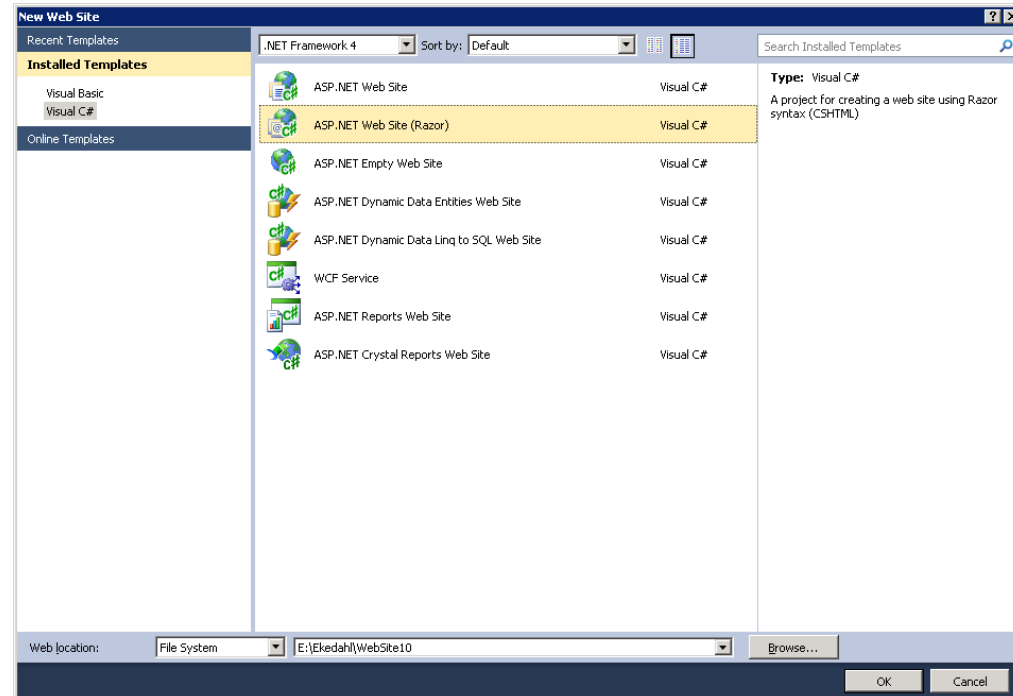 New Web Site
Recent Templates
Installed Templates
Visual Basic
Visual C#
Online Templates
.NET Framework 4
Sort by: Default
Search Installed Templates
ASP.NET Web Site Visual C#
ASP.NET Web Site (Razor) Visual C#
ASP.NET Empty Web Site Visual C#
ASP.NET Dynamic Data Entities Web Site Visual C#
ASP.NET Dynamic Data Linq to SQL Web Site Visual C#
WCF Service Visual C#
ASP.NET Reports Web Site Visual C#
ASP.NET Crystal Reports Web Site Visual C#
Type: Visual C#
A project for creating a web site using Razor
syntax (CSHTML)
Web location: File System E:\Ekedahl\WebSite10 Browse...
OK Cancel